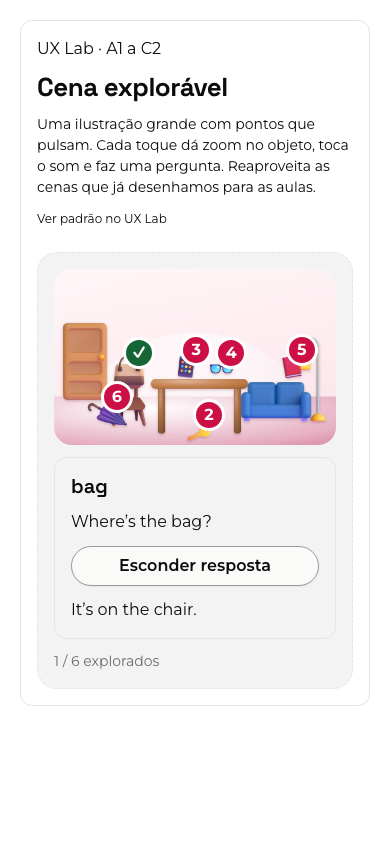 UX Lab · A1 a C2
Cena explorável
Uma ilustração grande com pontos que
pulsam. Cada toque dá zoom no objeto, toca
o som e faz uma pergunta. Reaproveita as
cenas que já desenhamos para as aulas.
Ver padrão no UX Lab
3
4
5
6
2
bag
Where’s the bag?
Esconder resposta
It’s on the chair.
1 / 6 explorados